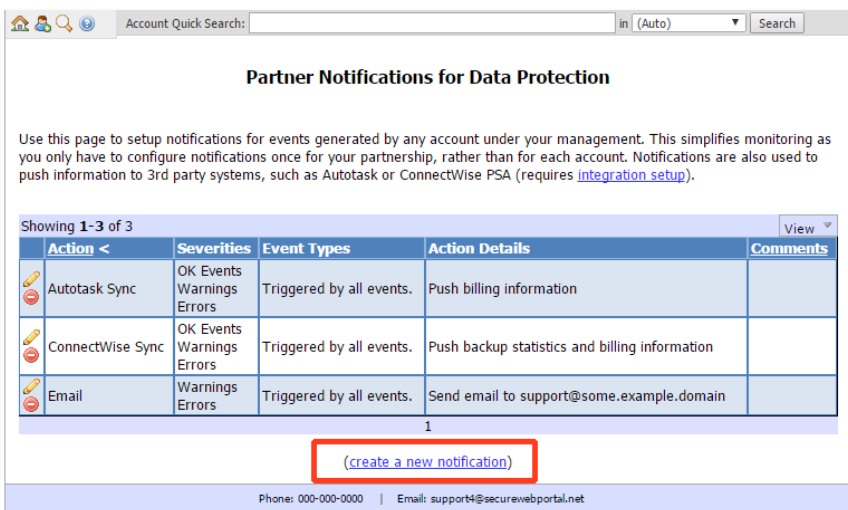 Account Quick Search: in (Auto) Search
Partner Notifications for Data Protection
Use this page to setup notifications for events generated by any account under your management. This simplifies monitoring as
you only have to configure notifications once for your partnership, rather than for each account. Notifications are also used to
push information to 3rd party systems, such as Autotask or ConnectWise PSA (requires integration setup).
Showing 1-3 of 3 View
Action < Severities Event Types Action Details Comments
OK Events
Autotask Sync Warnings Triggered by all events. Push billing information
Errors
OK Events
ConnectWise Sync Warnings Triggered by all events. Push backup statistics and billing information
Errors
Email Warnings Triggered by all events. Send email to support@some.example.domain
Errors
1
(create a new notification)
Phone: 000-000-0000 | Email: support4@securewebportal.net